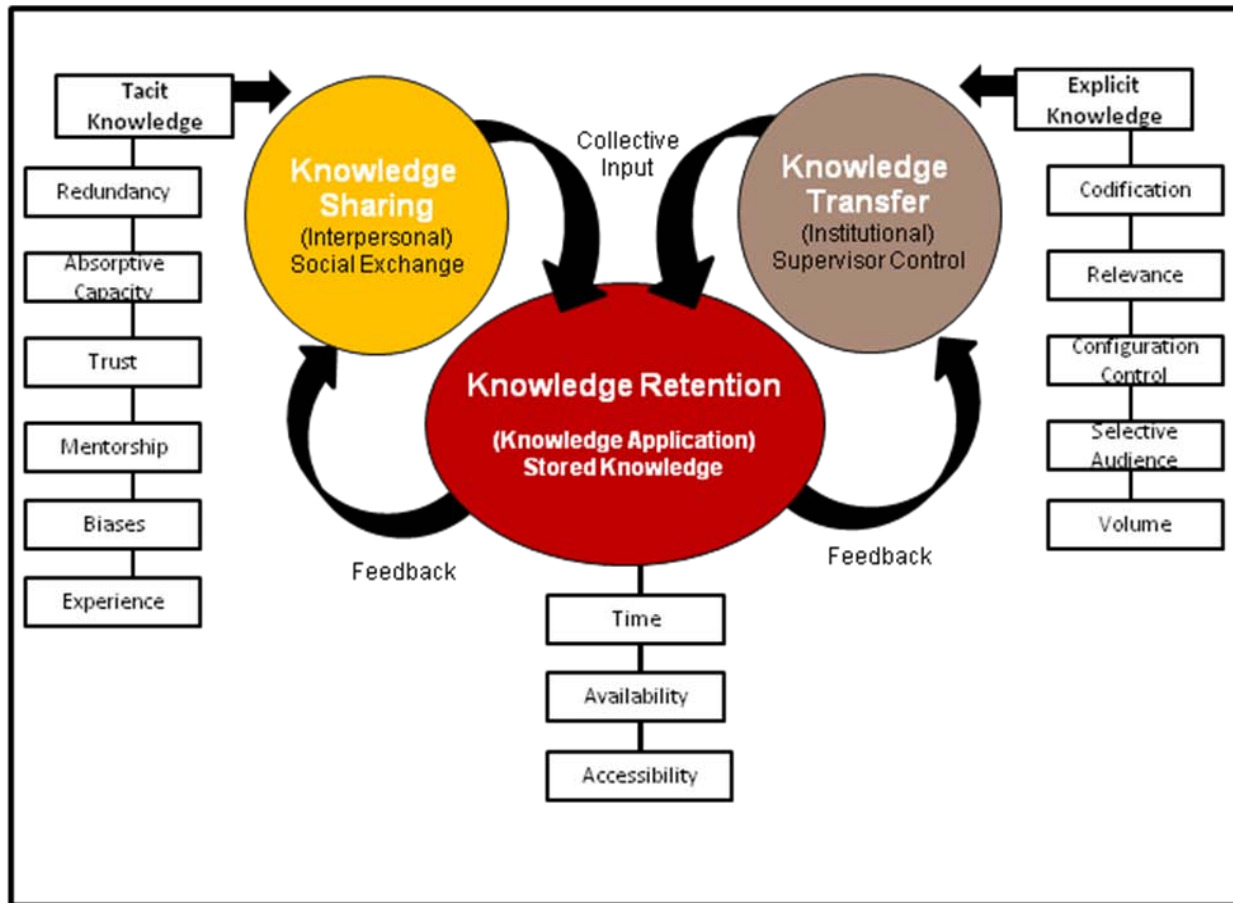 Tacit
Knowledge
Redundancy
Absorptive
Capacity
Trust
Mentorship
Biases
Experience
Knowledge
Sharing
(Interpersonal)
Social Exchange
Collective
Input
Knowledge
Transfer
(Institutional)
Supervisor Control
Explicit
Knowledge
Codification
Relevance
Configuration
Control
Selective
Audience
Volume
Knowledge Retention
(Knowledge Application)
Stored Knowledge
Feedback
Feedback
Time
Availability
Accessibility